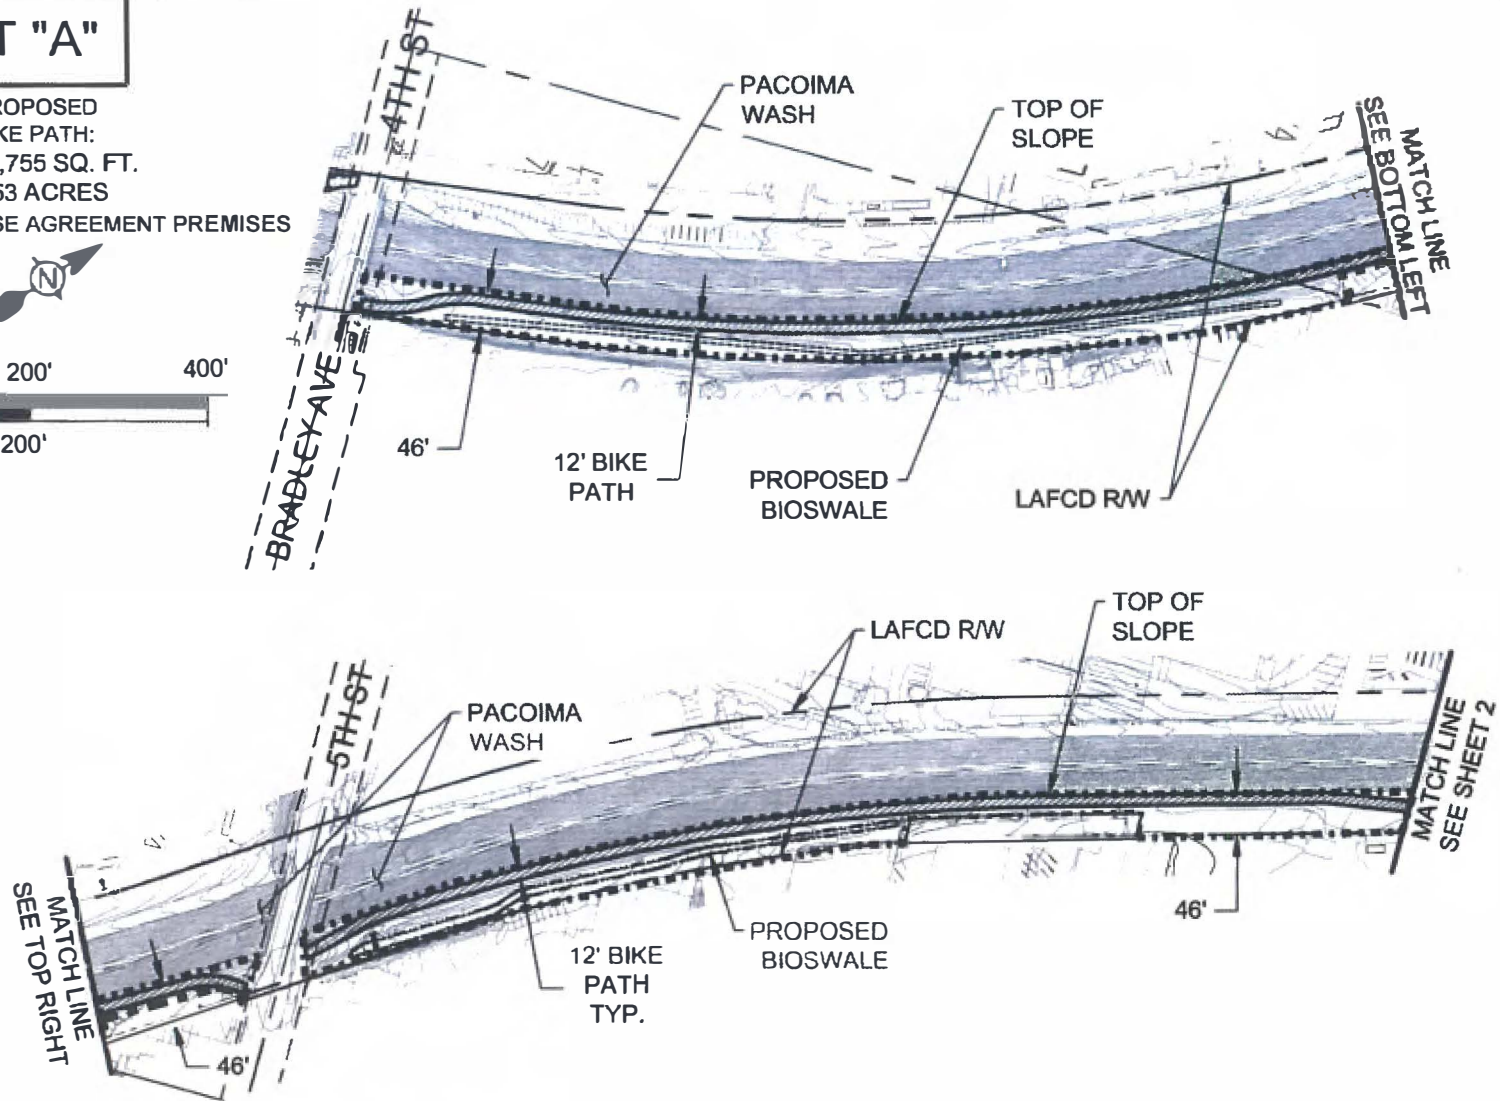 T "A"
ROPOSED
KE PATH:
,755 SQ. FT.
53 ACRES
SE AGREEMENT PREMISES
N
200'
400'
200'
4TH ST
BRADLEY AVE
PACOIMA
WASH
TOP OF
SLOPE
MATCH LINE
SEE BOTTOM LEFT
46'
12' BIKE
PATH
PROPOSED
BIOSWALE
LAFCD R/W
5TH ST
PACOIMA
WASH
LAFCD R/W
TOP OF
SLOPE
MATCH LINE
SEE SHEET 2
MATCH LINE
SEE TOP RIGHT
46'
12' BIKE
PATH
TYP.
PROPOSED
BIOSWALE
46'